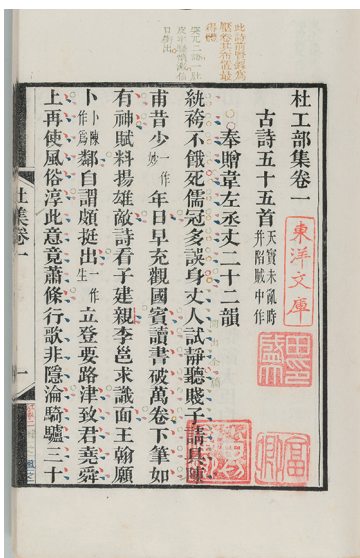 杜工部集卷一
古詩五十五首天寶未亂時并陷賊中作
奉贈韋左丞丈二十二韻
紈袴不餓死儒冠多誤身丈人試靜聽賤子請具陳
甫昔少一作妙年日早充觀國賓讀書破萬卷下筆如
有神賦料揚雄敵詩看子建親李邕求識面王翰願
卜陳作爲鄰自謂頗挺出一作生立登要路津致君堯舜
上再使風俗淳此意竟蕭條行歌非隱淪騎驢三十
杜集卷一
一
東洋文庫